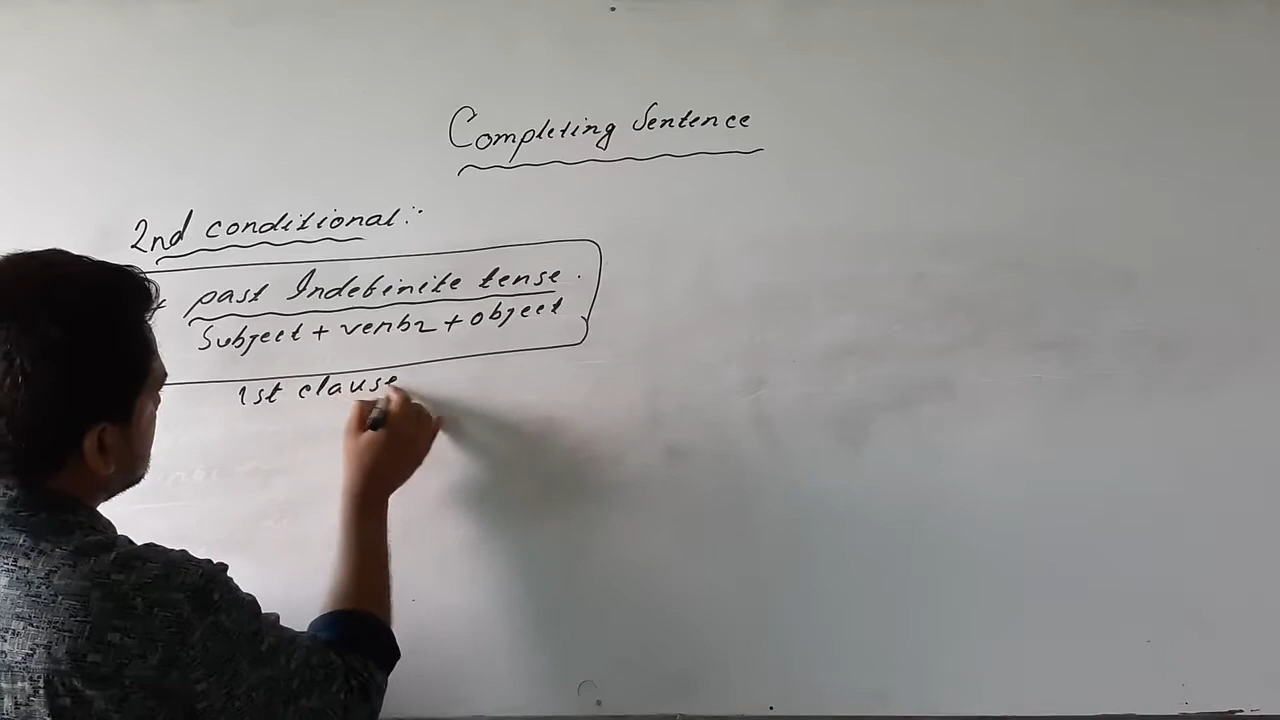 Completing Sentence
2nd conditional:
past Indefinite tense.
Subject + verb2 + object
1st clause